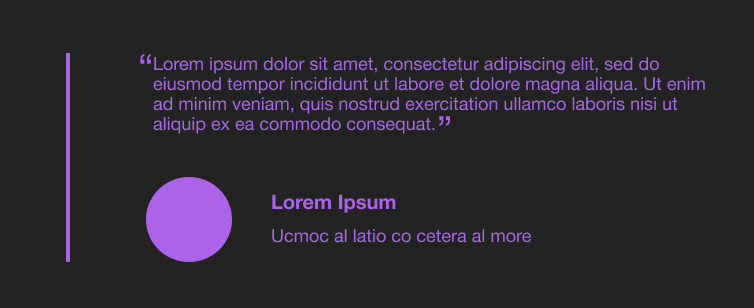 “Lorem ipsum dolor sit amet, consectetur adipiscing elit, sed do
eiusmod tempor incididunt ut labore et dolore magna aliqua. Ut enim
ad minim veniam, quis nostrud exercitation ullamco laboris nisi ut
aliquip ex ea commodo consequat.”
Lorem Ipsum
Ucmoc al latio co cetera al more